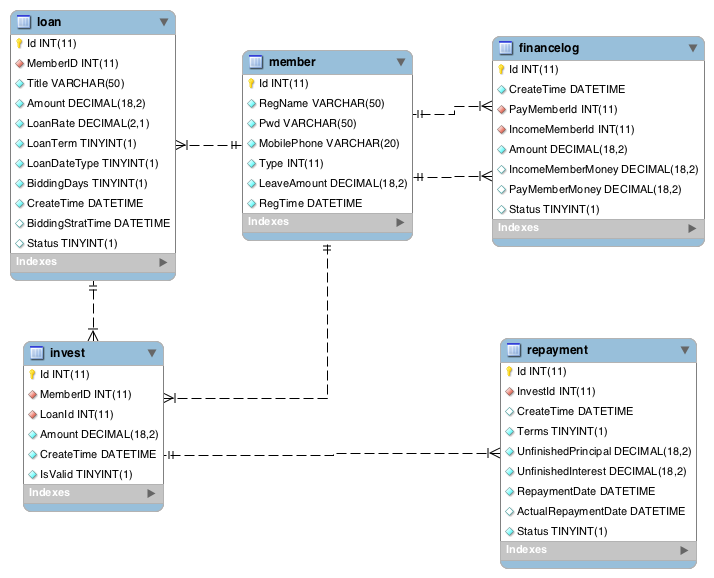 loan
Id INT(11)
MemberID INT(11)
Title VARCHAR(50)
Amount DECIMAL(18,2)
LoanRate DECIMAL(2,1)
LoanTerm TINYINT(1)
LoanDateType TINYINT(1)
BiddingDays TINYINT(1)
CreateTime DATETIME
BiddingStratTime DATETIME
Status TINYINT(1)
Indexes
member
Id INT(11)
RegName VARCHAR(50)
Pwd VARCHAR(50)
MobilePhone VARCHAR(20)
Type INT(11)
LeaveAmount DECIMAL(18,2)
RegTime DATETIME
Indexes
financelog
Id INT(11)
CreateTime DATETIME
PayMemberId INT(11)
IncomeMemberId INT(11)
Amount DECIMAL(18,2)
IncomeMemberMoney DECIMAL(18,2)
PayMemberMoney DECIMAL(18,2)
Status TINYINT(1)
Indexes
invest
Id INT(11)
MemberID INT(11)
LoanId INT(11)
Amount DECIMAL(18,2)
CreateTime DATETIME
IsValid TINYINT(1)
Indexes
repayment
Id INT(11)
InvestId INT(11)
CreateTime DATETIME
Terms TINYINT(1)
UnfinishedPrincipal DECIMAL(18,2)
UnfinishedInterest DECIMAL(18,2)
RepaymentDate DATETIME
ActualRepaymentDate DATETIME
Status TINYINT(1)
Indexes